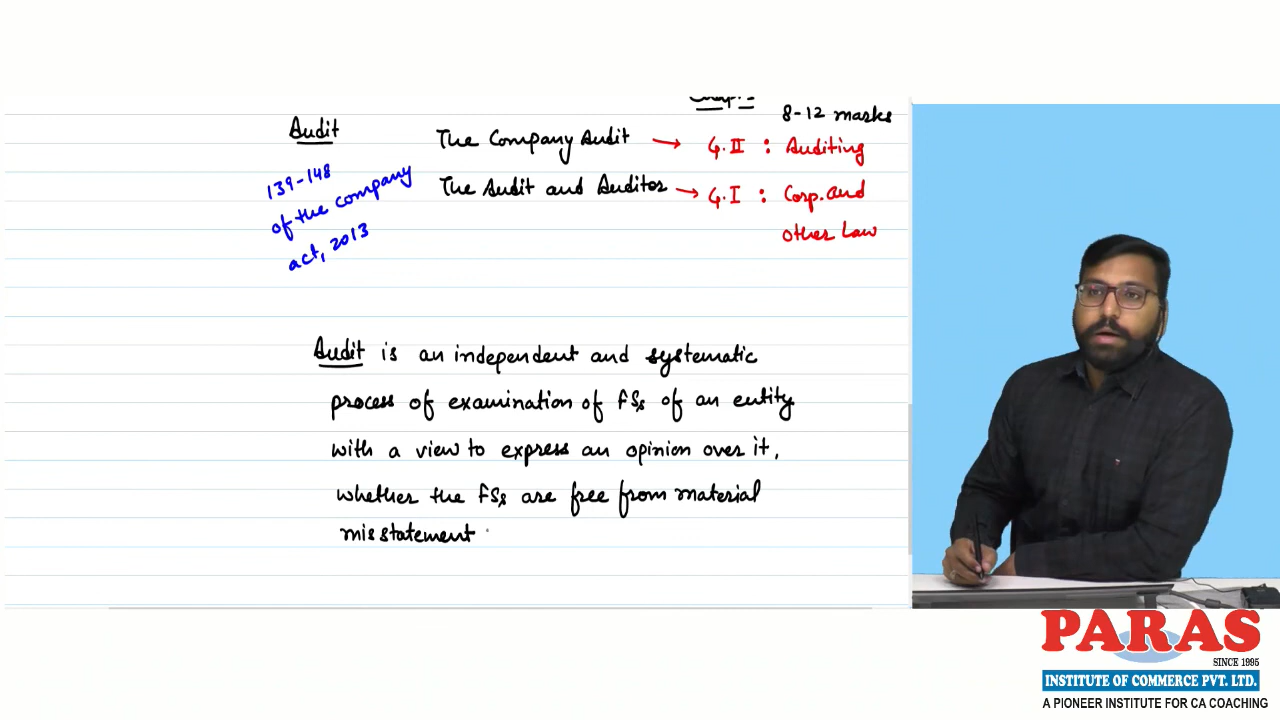 8-12 marks
Audit
The Company Audit → G.II : Auditing
139-148
of the company
act, 2013
The Audit and Auditor → G.I : Corp. and
other Law
Audit is an independent and systematic
process of examination of FSs of an entity
with a view to express an opinion over it,
whether the FSs are free from material
misstatement
PARAS
SINCE 1995
INSTITUTE OF COMMERCE PVT. LTD.
A PIONEER INSTITUTE FOR CA COACHING